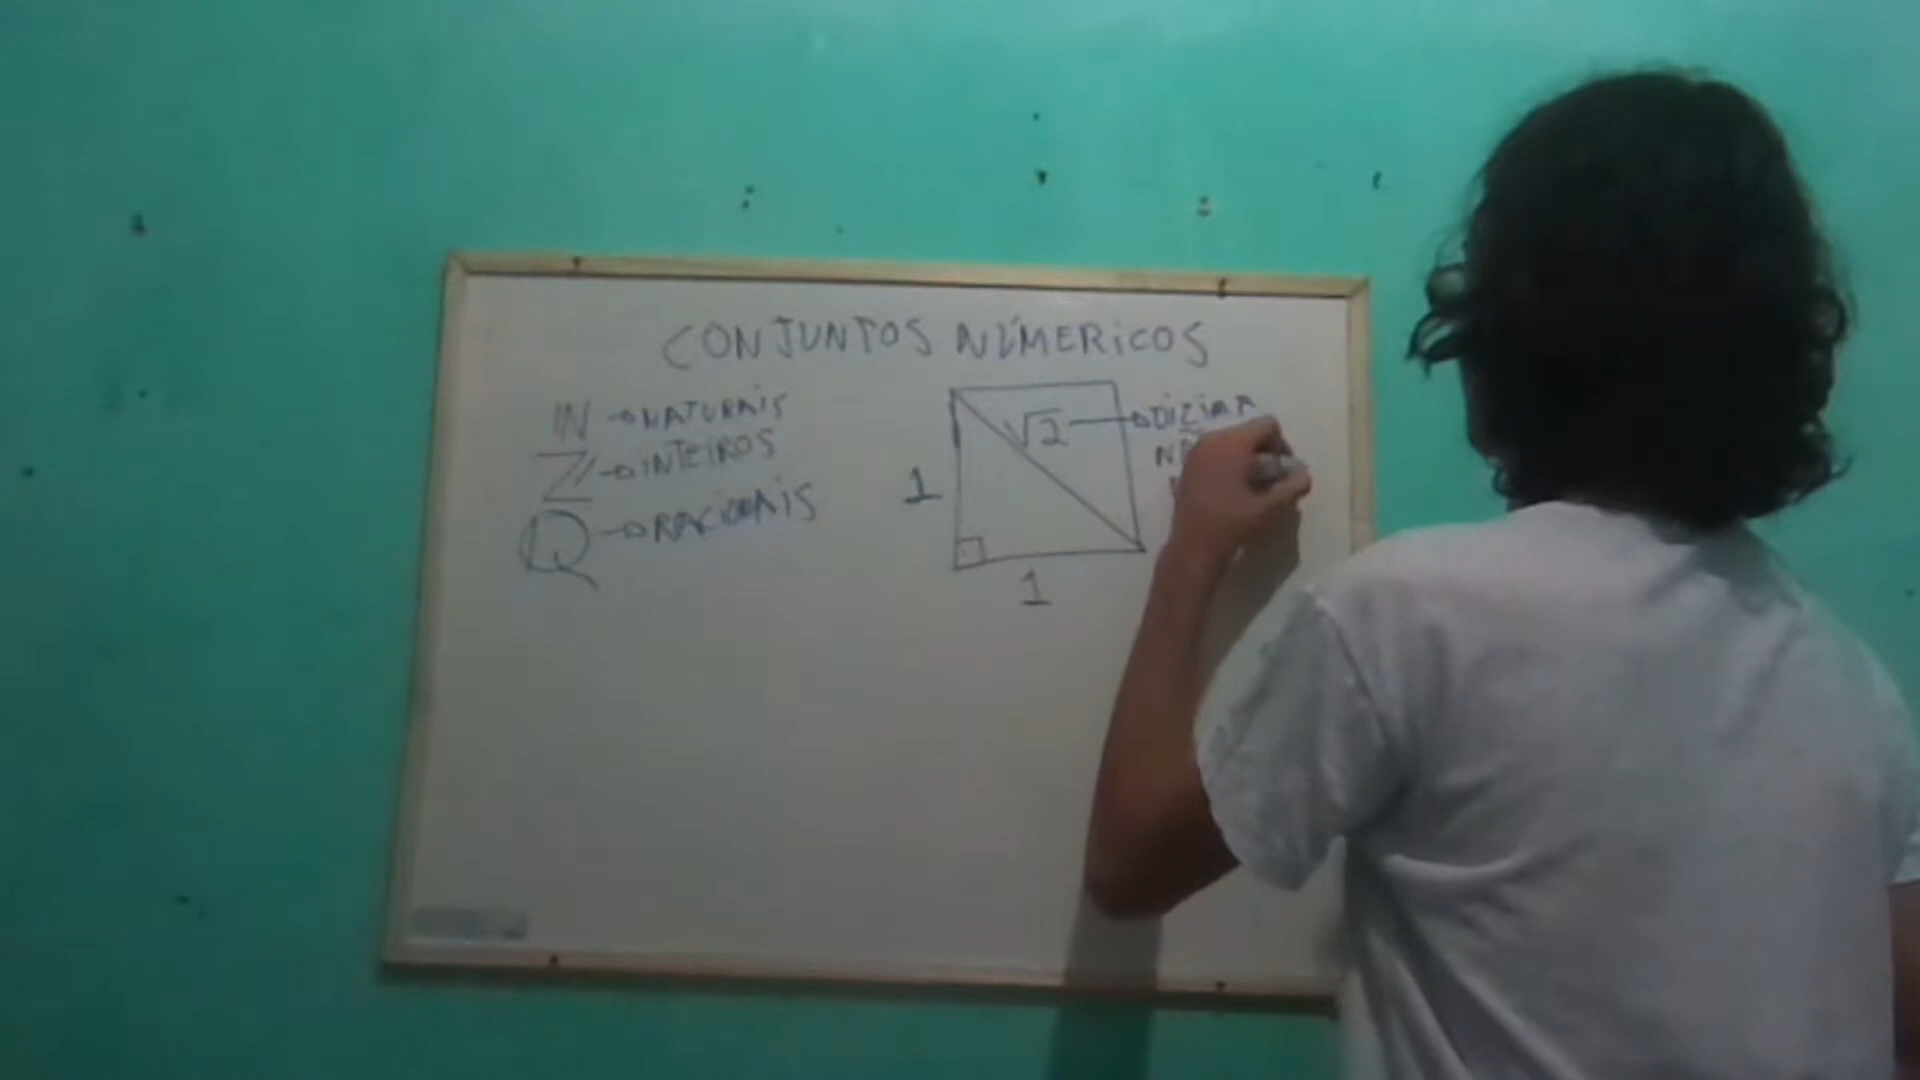 CONJUNTOS NÚMERICOS
IN → NATURAIS
Z → INTEIROS
Q → RACIONAIS
√2 → DIZIMA
1
1